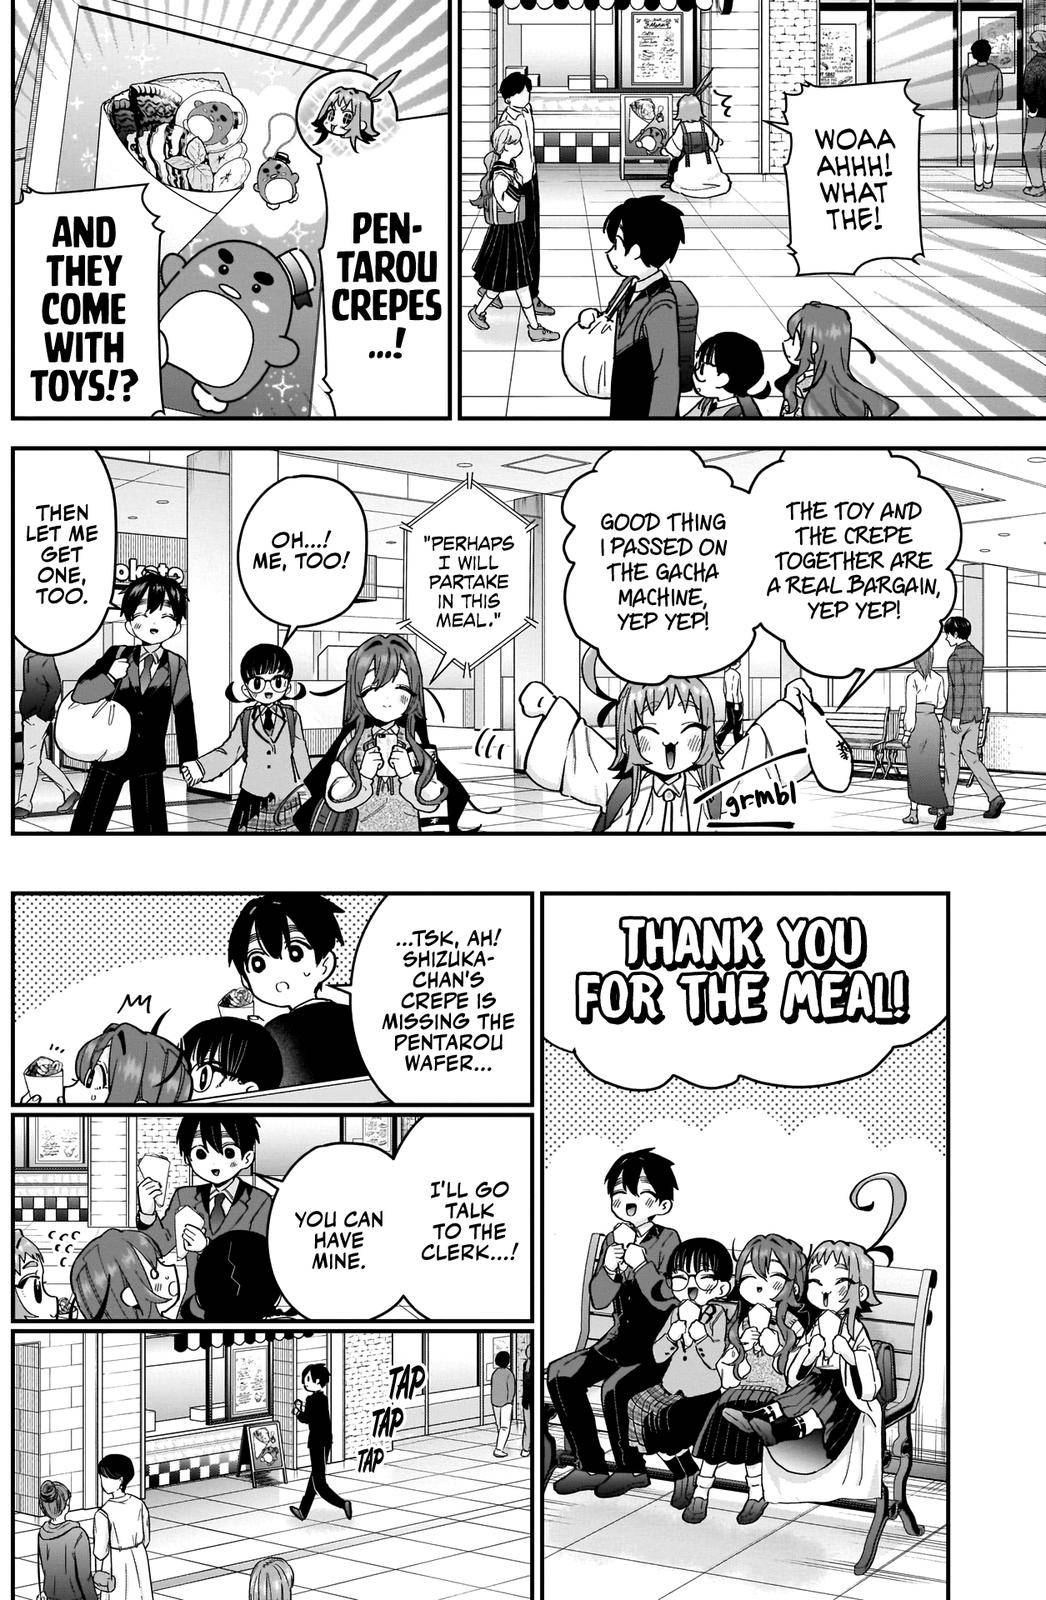 WOAA
AHHH!
WHAT
THE!
PEN-
TAROU
CREPES
...!
AND
THEY
COME
WITH
TOYS!?
THE TOY AND
THE CREPE
TOGETHER ARE
A REAL BARGAIN,
YEP YEP!
GOOD THING
I PASSED ON
THE GACHA
MACHINE,
YEP YEP!
grmbl
"PERHAPS
I WILL
PARTAKE
IN THIS
MEAL."
OH...!
ME, TOO!
THEN
LET ME
GET
ONE,
TOO.
THANK YOU
FOR THE MEAL!
...TSK, AH!
SHIZUKA-
CHAN'S
CREPE IS
MISSING THE
PENTAROU
WAFER...
I'LL GO
TALK
TO THE
CLERK...!
YOU CAN
HAVE
MINE.
TAP
TAP
TAP